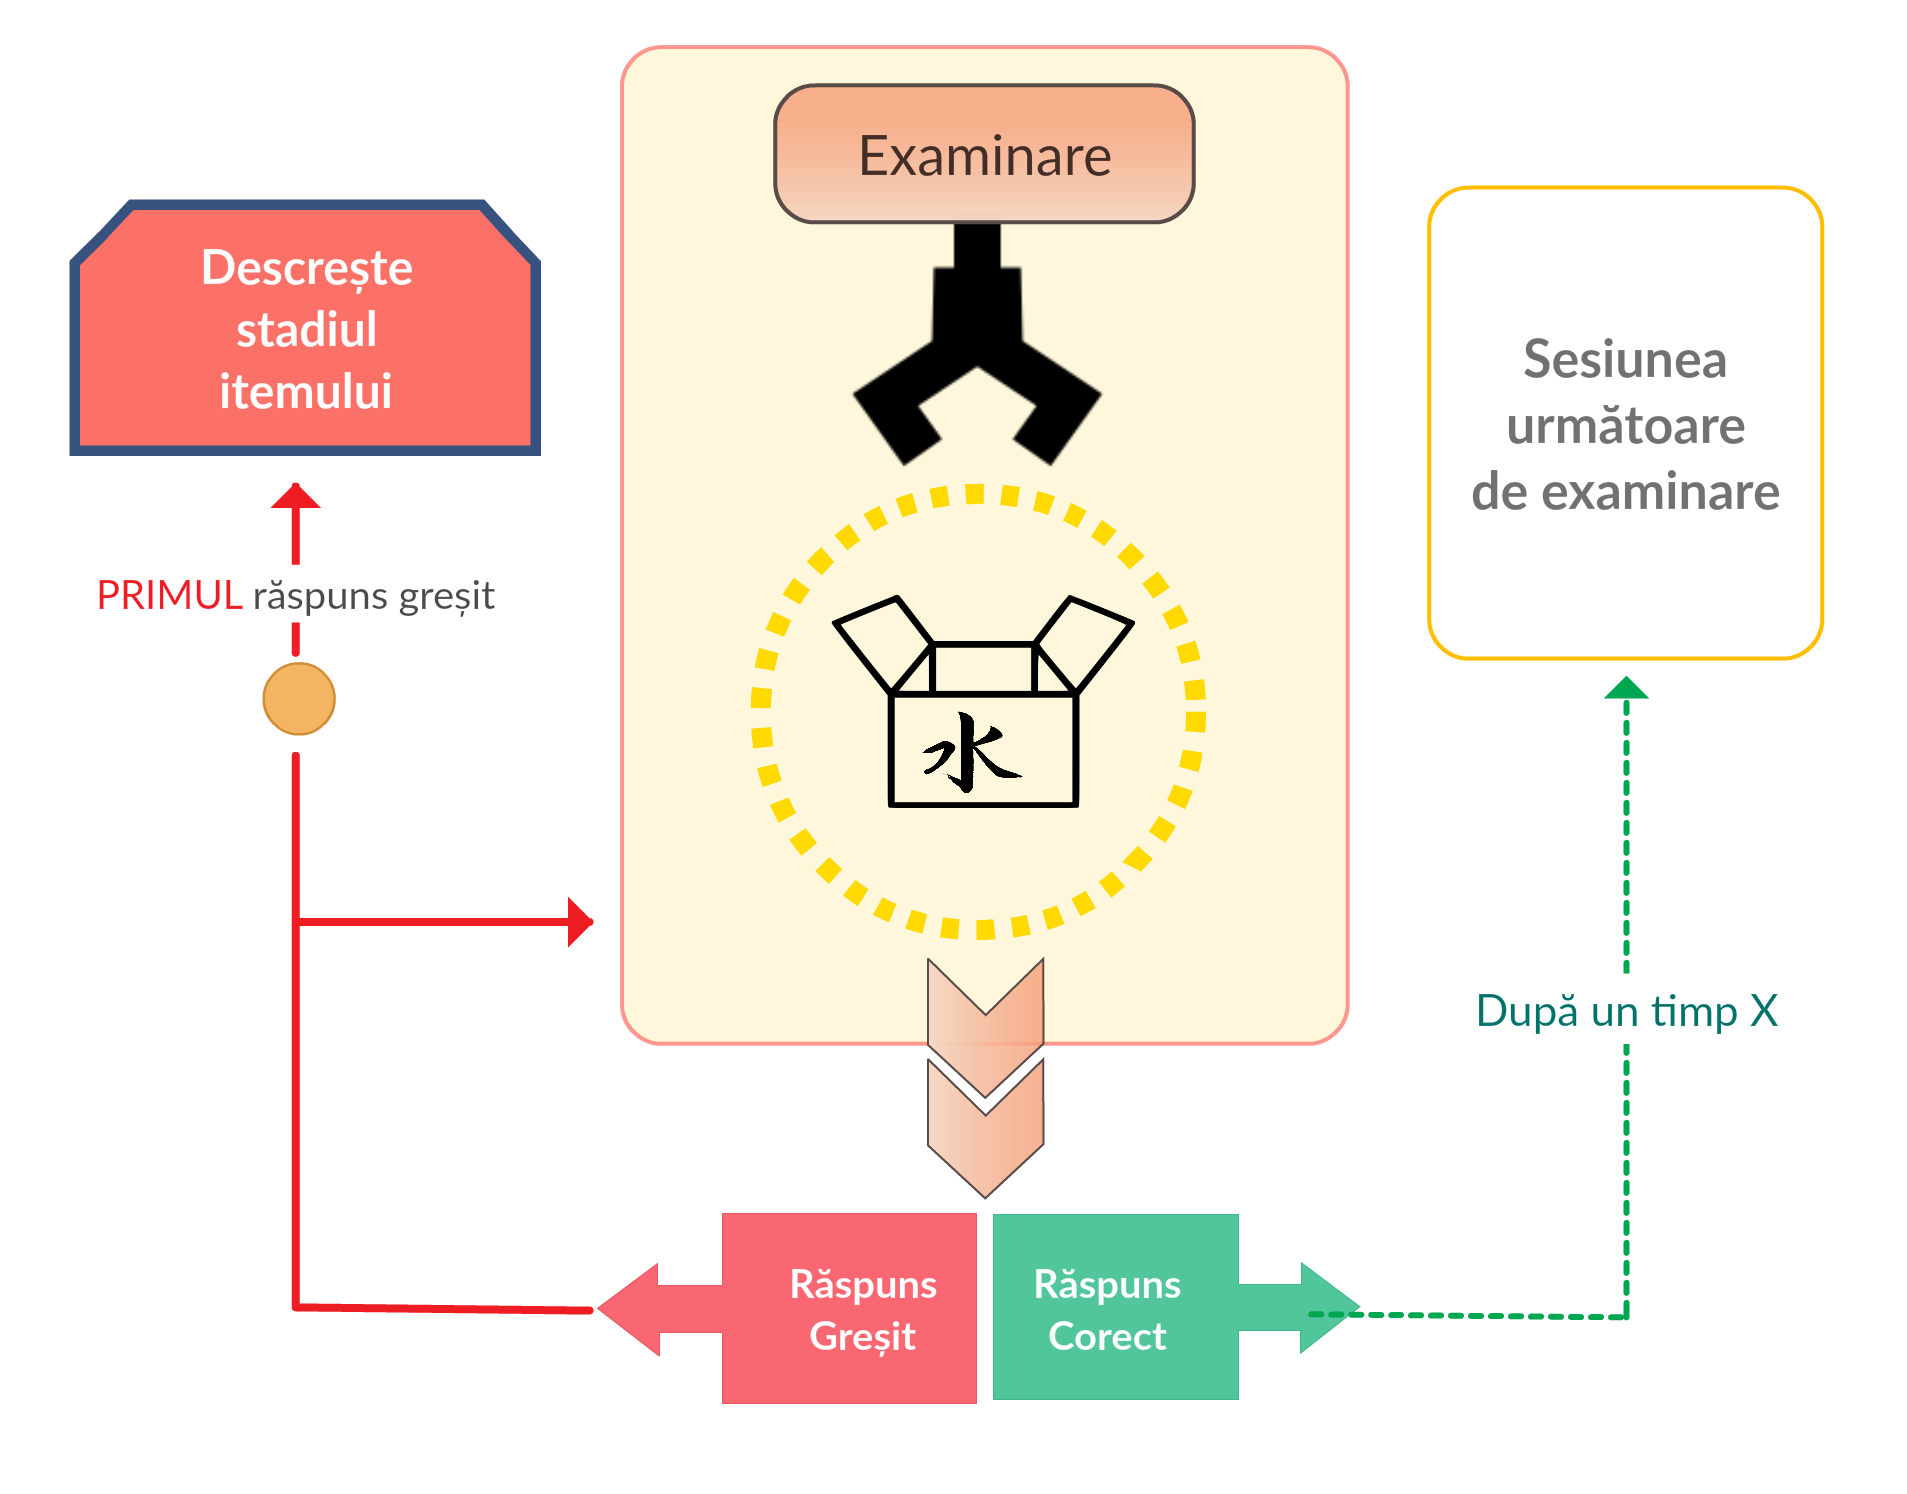 Examinare
Descrește
stadiul
itemului
Sesiunea
următoare
de examinare
PRIMUL răspuns greșit
水
După un timp X
Răspuns
Greșit
Răspuns
Corect